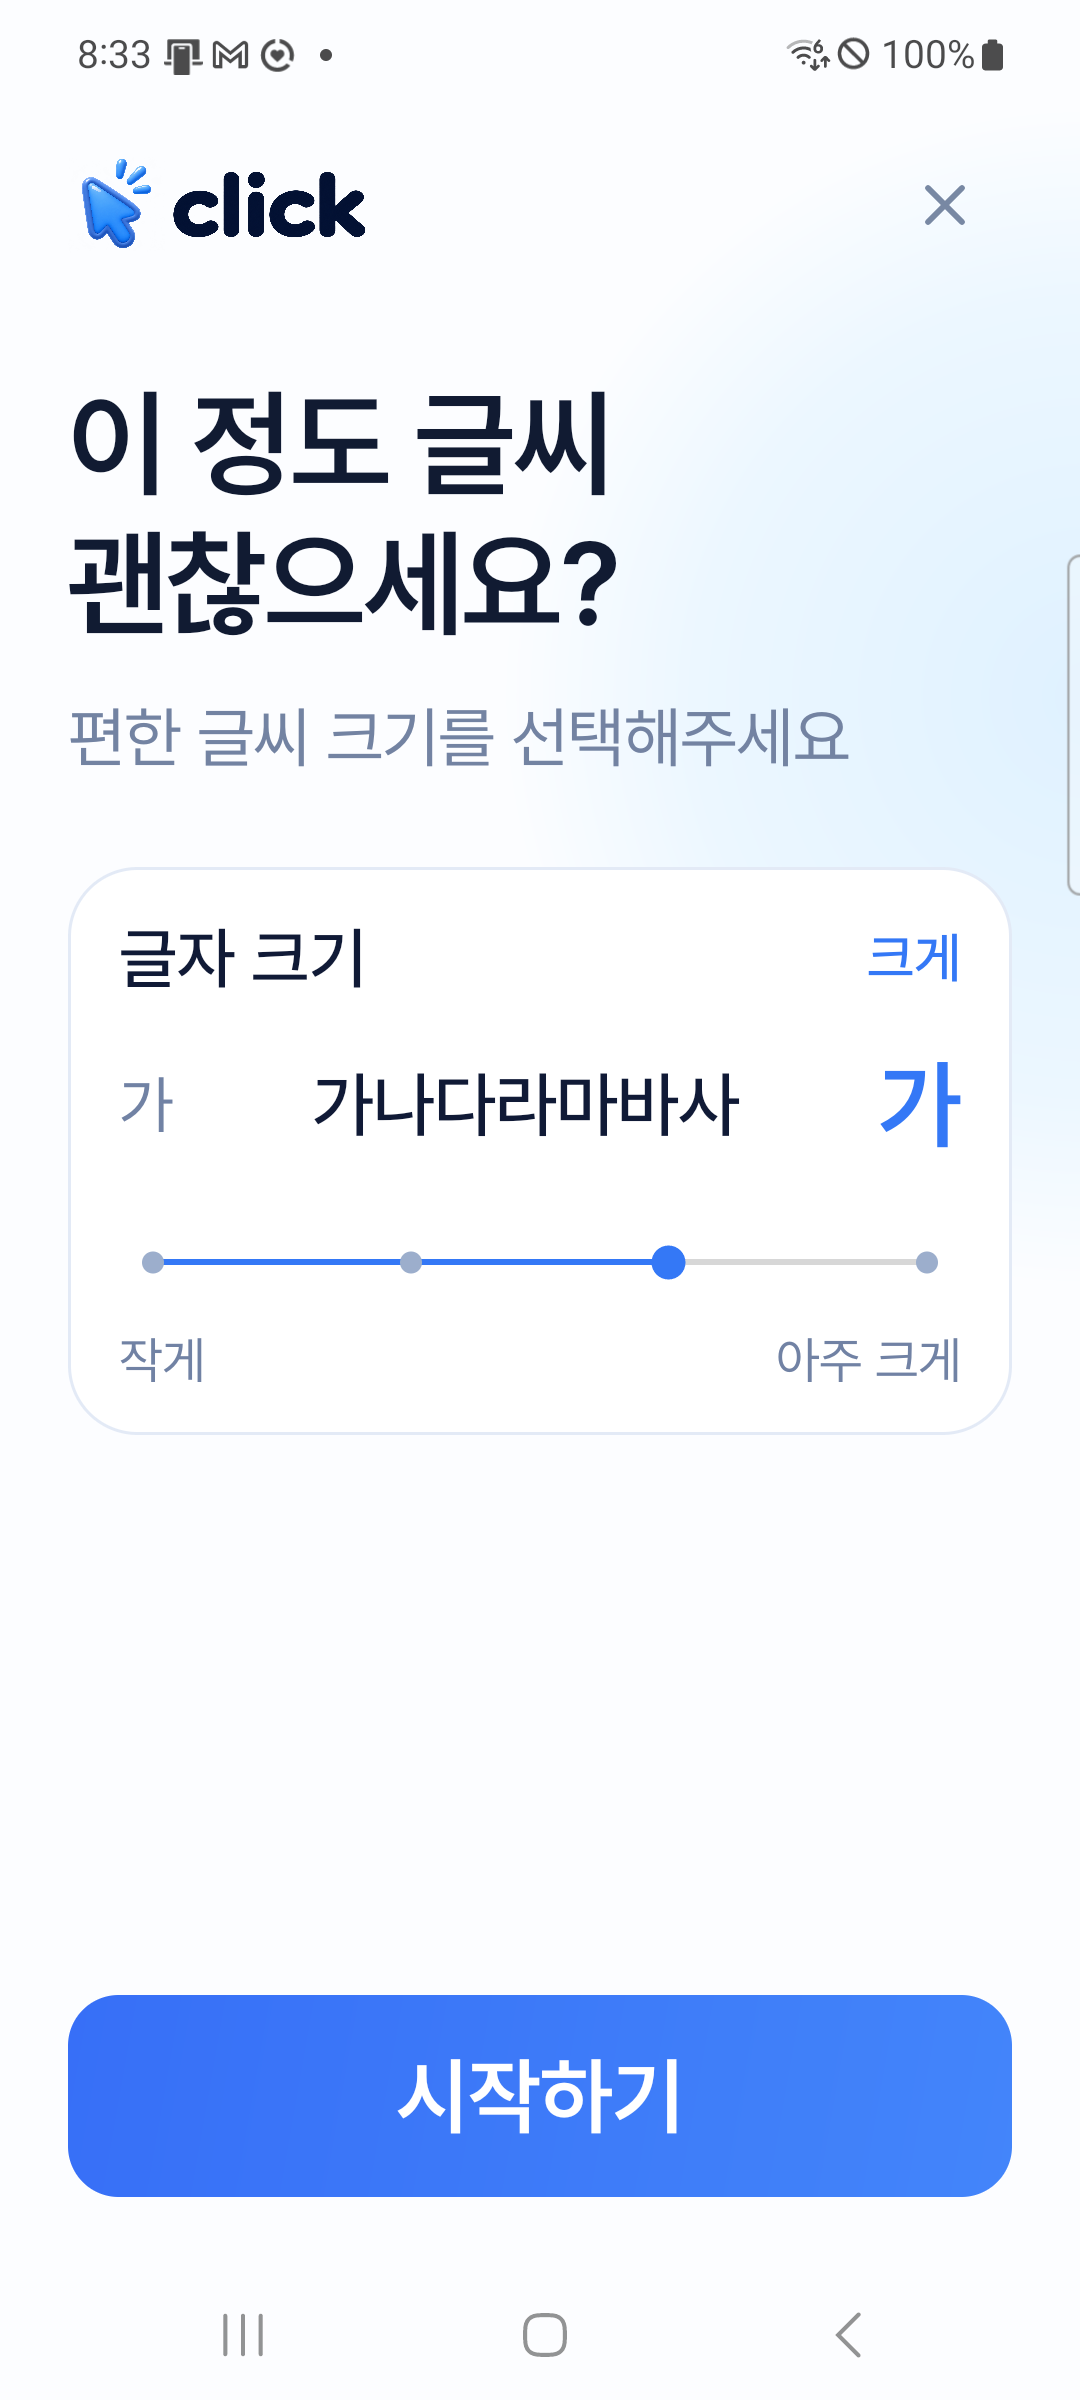 8:33
100%
click
이 정도 글씨
괜찮으세요?
편한 글씨 크기를 선택해주세요
글자 크기
크게
가
가나다라마바사
가
작게
아주 크게
시작하기